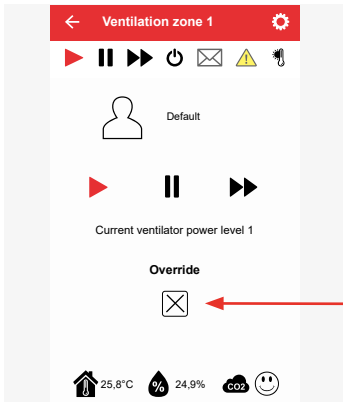 Ventilation zone 1
Default
Current ventilator power level 1
Override
25,8°C % 24,9% CO2